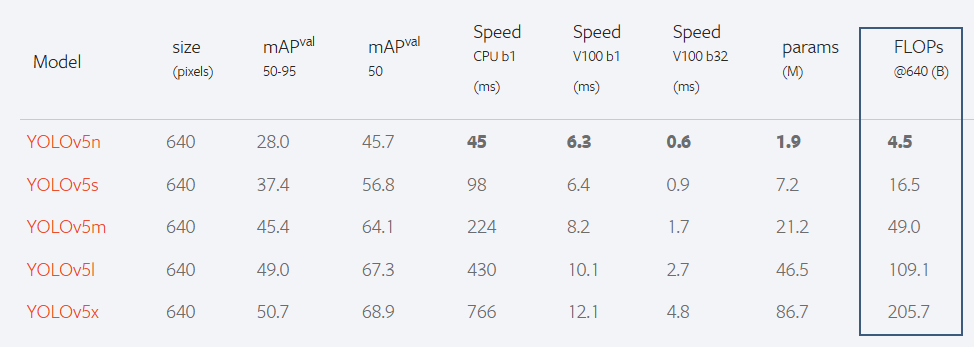 Model size (pixels) mAPval 50-95 mAPval 50 Speed CPU b1 (ms) Speed V100 b1 (ms) Speed V100 b32 (ms) params (M) FLOPs @640 (B)
YOLOv5n 640 28.0 45.7 45 6.3 0.6 1.9 4.5
YOLOv5s 640 37.4 56.8 98 6.4 0.9 7.2 16.5
YOLOv5m 640 45.4 64.1 224 8.2 1.7 21.2 49.0
YOLOv5l 640 49.0 67.3 430 10.1 2.7 46.5 109.1
YOLOv5x 640 50.7 68.9 766 12.1 4.8 86.7 205.7